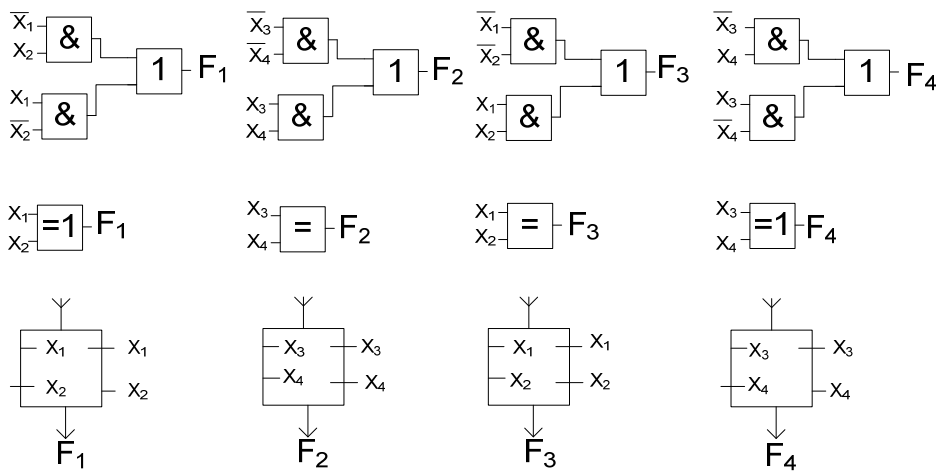 X̅₁ & 1 F₁
X₂
X₁ &
X̅₂
X̅₃ & 1 F₂
X̅₄
X₃ &
X₄
X̅₁ & 1 F₃
X̅₂
X₁ &
X₂
X̅₃ & 1 F₄
X₄
X₃ &
X̅₄
X₁ =1 F₁
X₂
X₃ = F₂
X₄
X₁ = F₃
X₂
X₃ =1 F₄
X₄
X₁ X₁
X₂ X₂
F₁
X₃ X₃
X₄ X₄
F₂
X₁ X₁
X₂ X₂
F₃
X₃ X₃
X₄ X₄
F₄